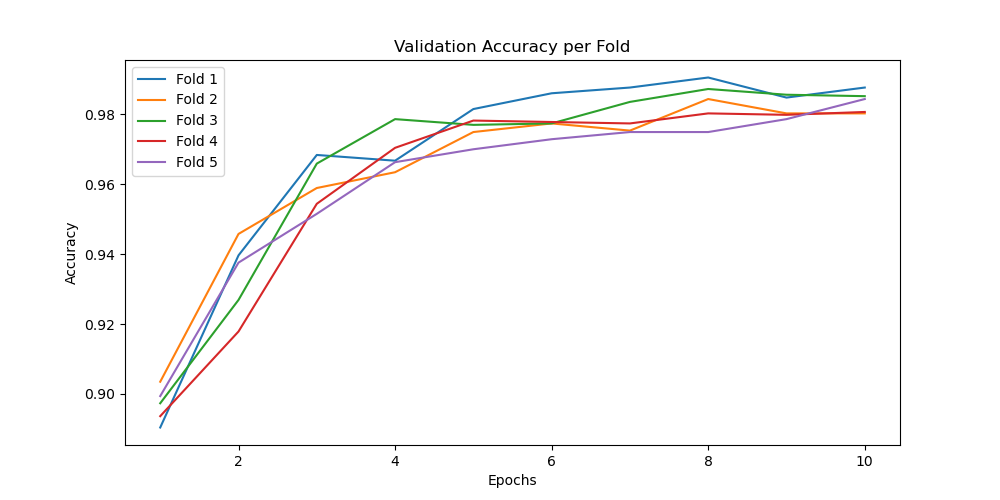 Validation Accuracy per Fold
Fold 1
Fold 2
Fold 3
Fold 4
Fold 5
0.98
0.96
0.94
0.92
0.90
Accuracy
2 4 6 8 10
Epochs